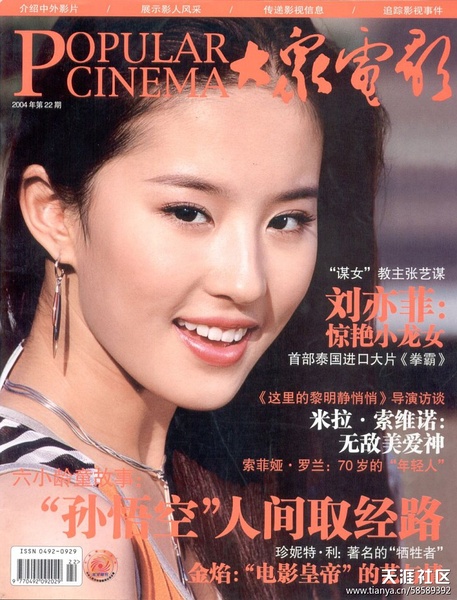 介绍中外影片 / 展示影人风采 / 传递影视信息 / 追踪影视事件
POPULAR
CINEMA
大众電影
2004年第22期
“谋女”教主张艺谋
刘亦菲:
惊艳小龙女
首部泰国进口大片《拳霸》
《这里的黎明静悄悄》导演访谈
米拉·索维诺:
无敌美爱神
索菲娅·罗兰: 70岁的“年轻人”
六小龄童故事:
“孙悟空”人间取经路
珍妮特·利: 著名的“牺牲者”
金焰: “电影皇帝”的
ISSN 0492-0929
22
9 770492 092029
天涯社区
www.tianya.cn/58589392